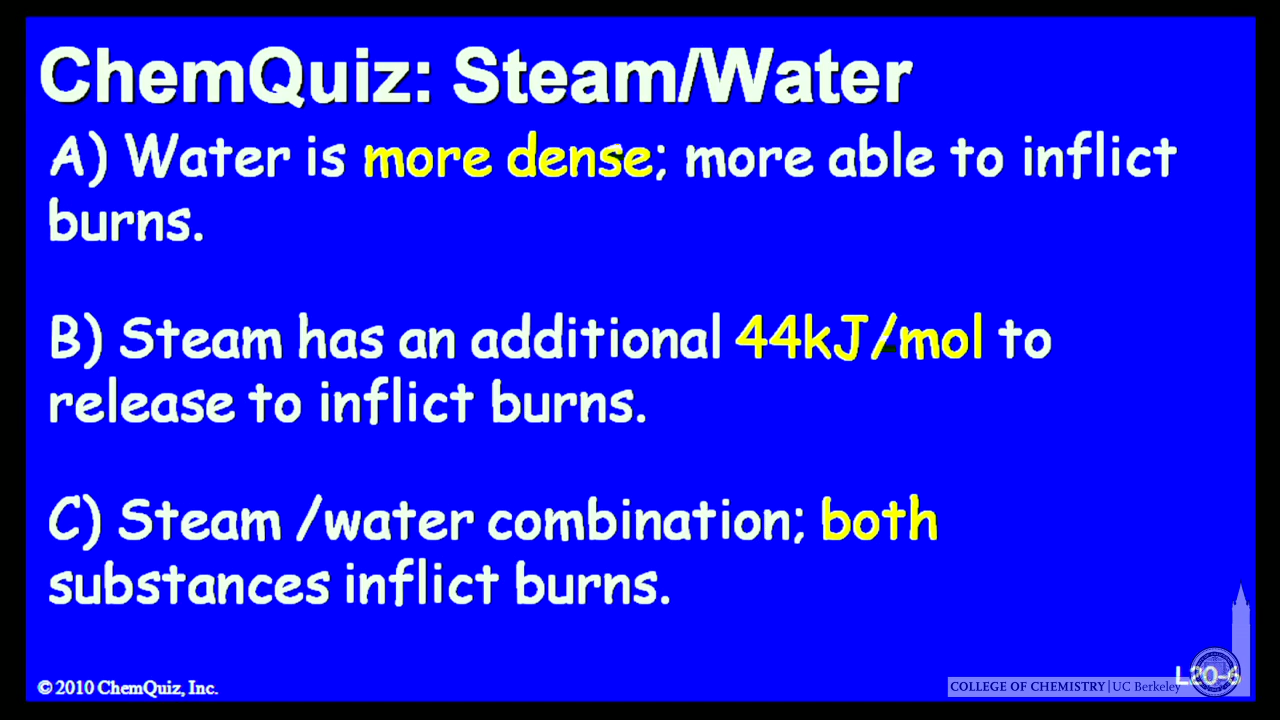 ChemQuiz: Steam/Water
A) Water is more dense; more able to inflict
burns.
B) Steam has an additional 44kJ/mol to
release to inflict burns.
C) Steam /water combination; both
substances inflict burns.
© 2010 ChemQuiz, Inc.
L20-6
COLLEGE OF CHEMISTRY | UC Berkeley